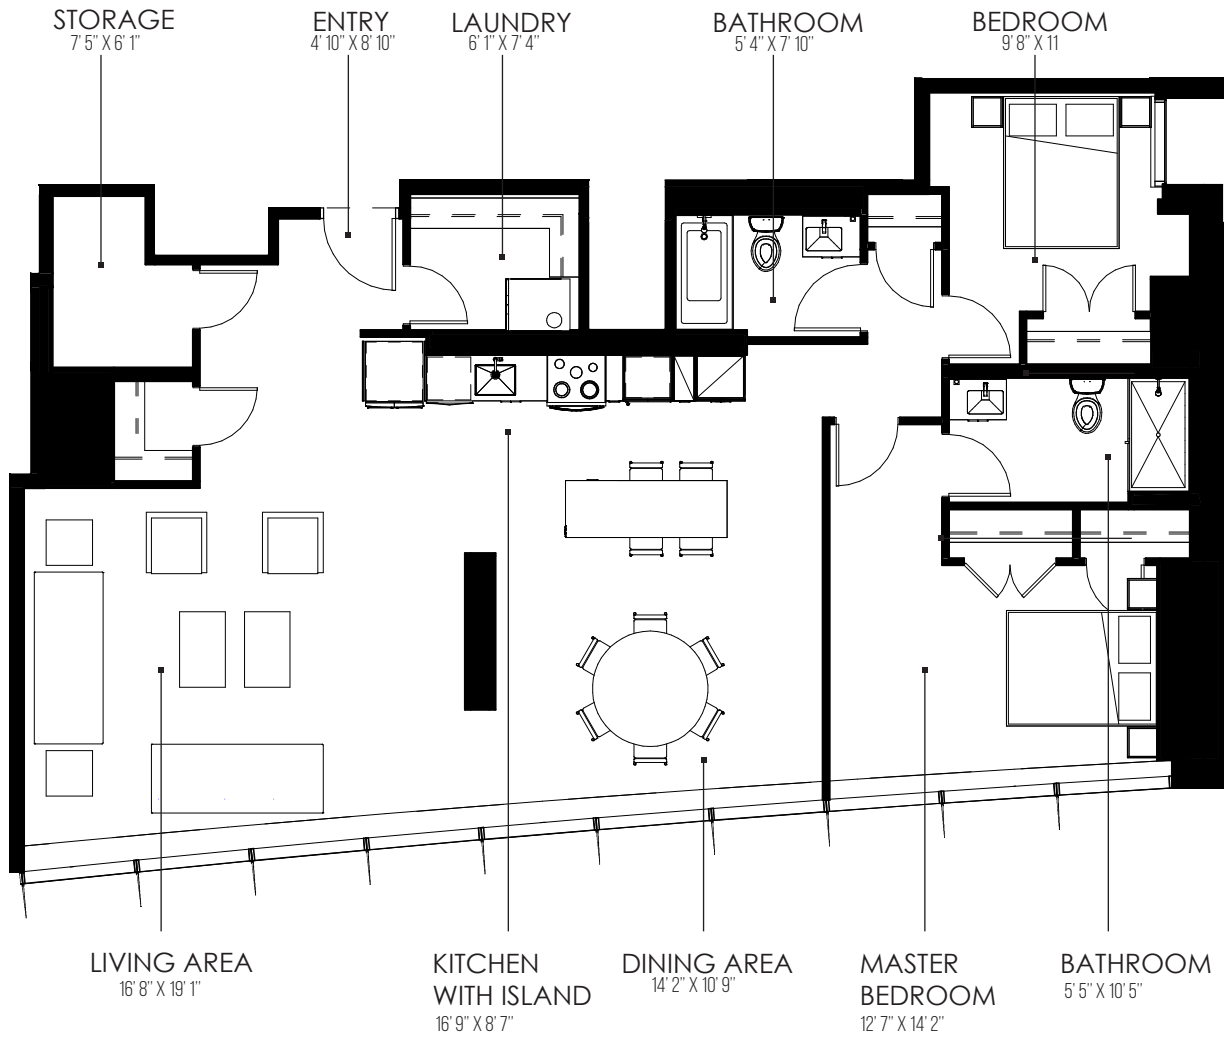 STORAGE
7' 5" X 6' 1"
ENTRY
4' 10" X 8' 10"
LAUNDRY
6' 1" X 7' 4"
BATHROOM
5' 4" X 7' 10"
BEDROOM
9' 8" X 11
LIVING AREA
16' 8" X 19' 1"
KITCHEN
WITH ISLAND
16' 9" X 8' 7"
DINING AREA
14' 2" X 10' 9"
MASTER
BEDROOM
12' 7" X 14' 2"
BATHROOM
5' 5" X 10' 5"